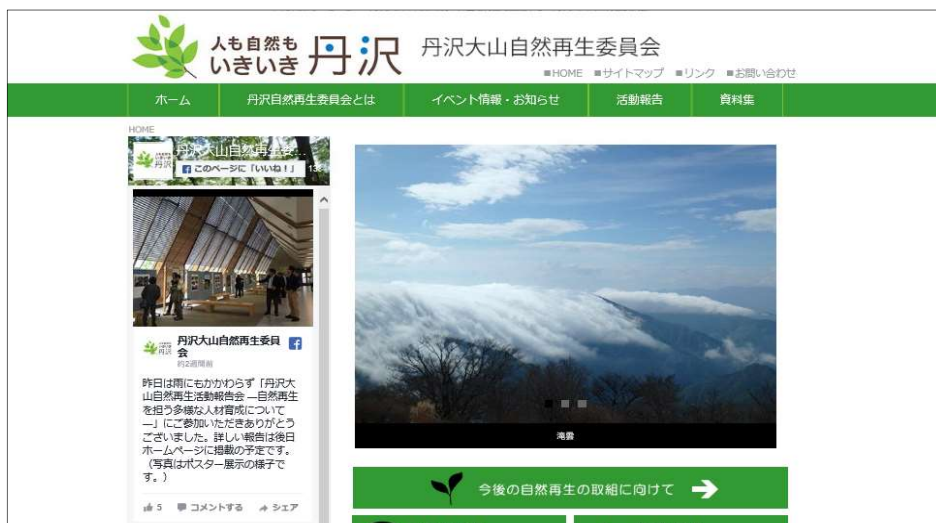 人も自然も
いきいき 丹沢
丹沢大山自然再生委員会
■HOME ■サイトマップ ■リンク ■お問い合わせ
ホーム 丹沢自然再生委員会とは イベント情報・お知らせ 活動報告 資料集
HOME
丹沢大山自然再生委...
このページに「いいね!」
丹沢大山自然再生委員
会
約2週間前
昨日は雨にもかかわらず「丹沢大
山自然再生活動報告会 ―自然再生
を担う多様な人材育成について
―」にご参加いただきありがとう
ございました。詳しい報告は後日
ホームページに掲載の予定です。
(写真はポスター展示の様子で
す。)
5 コメントする シェア
滝雲
今後の自然再生の取組に向けて